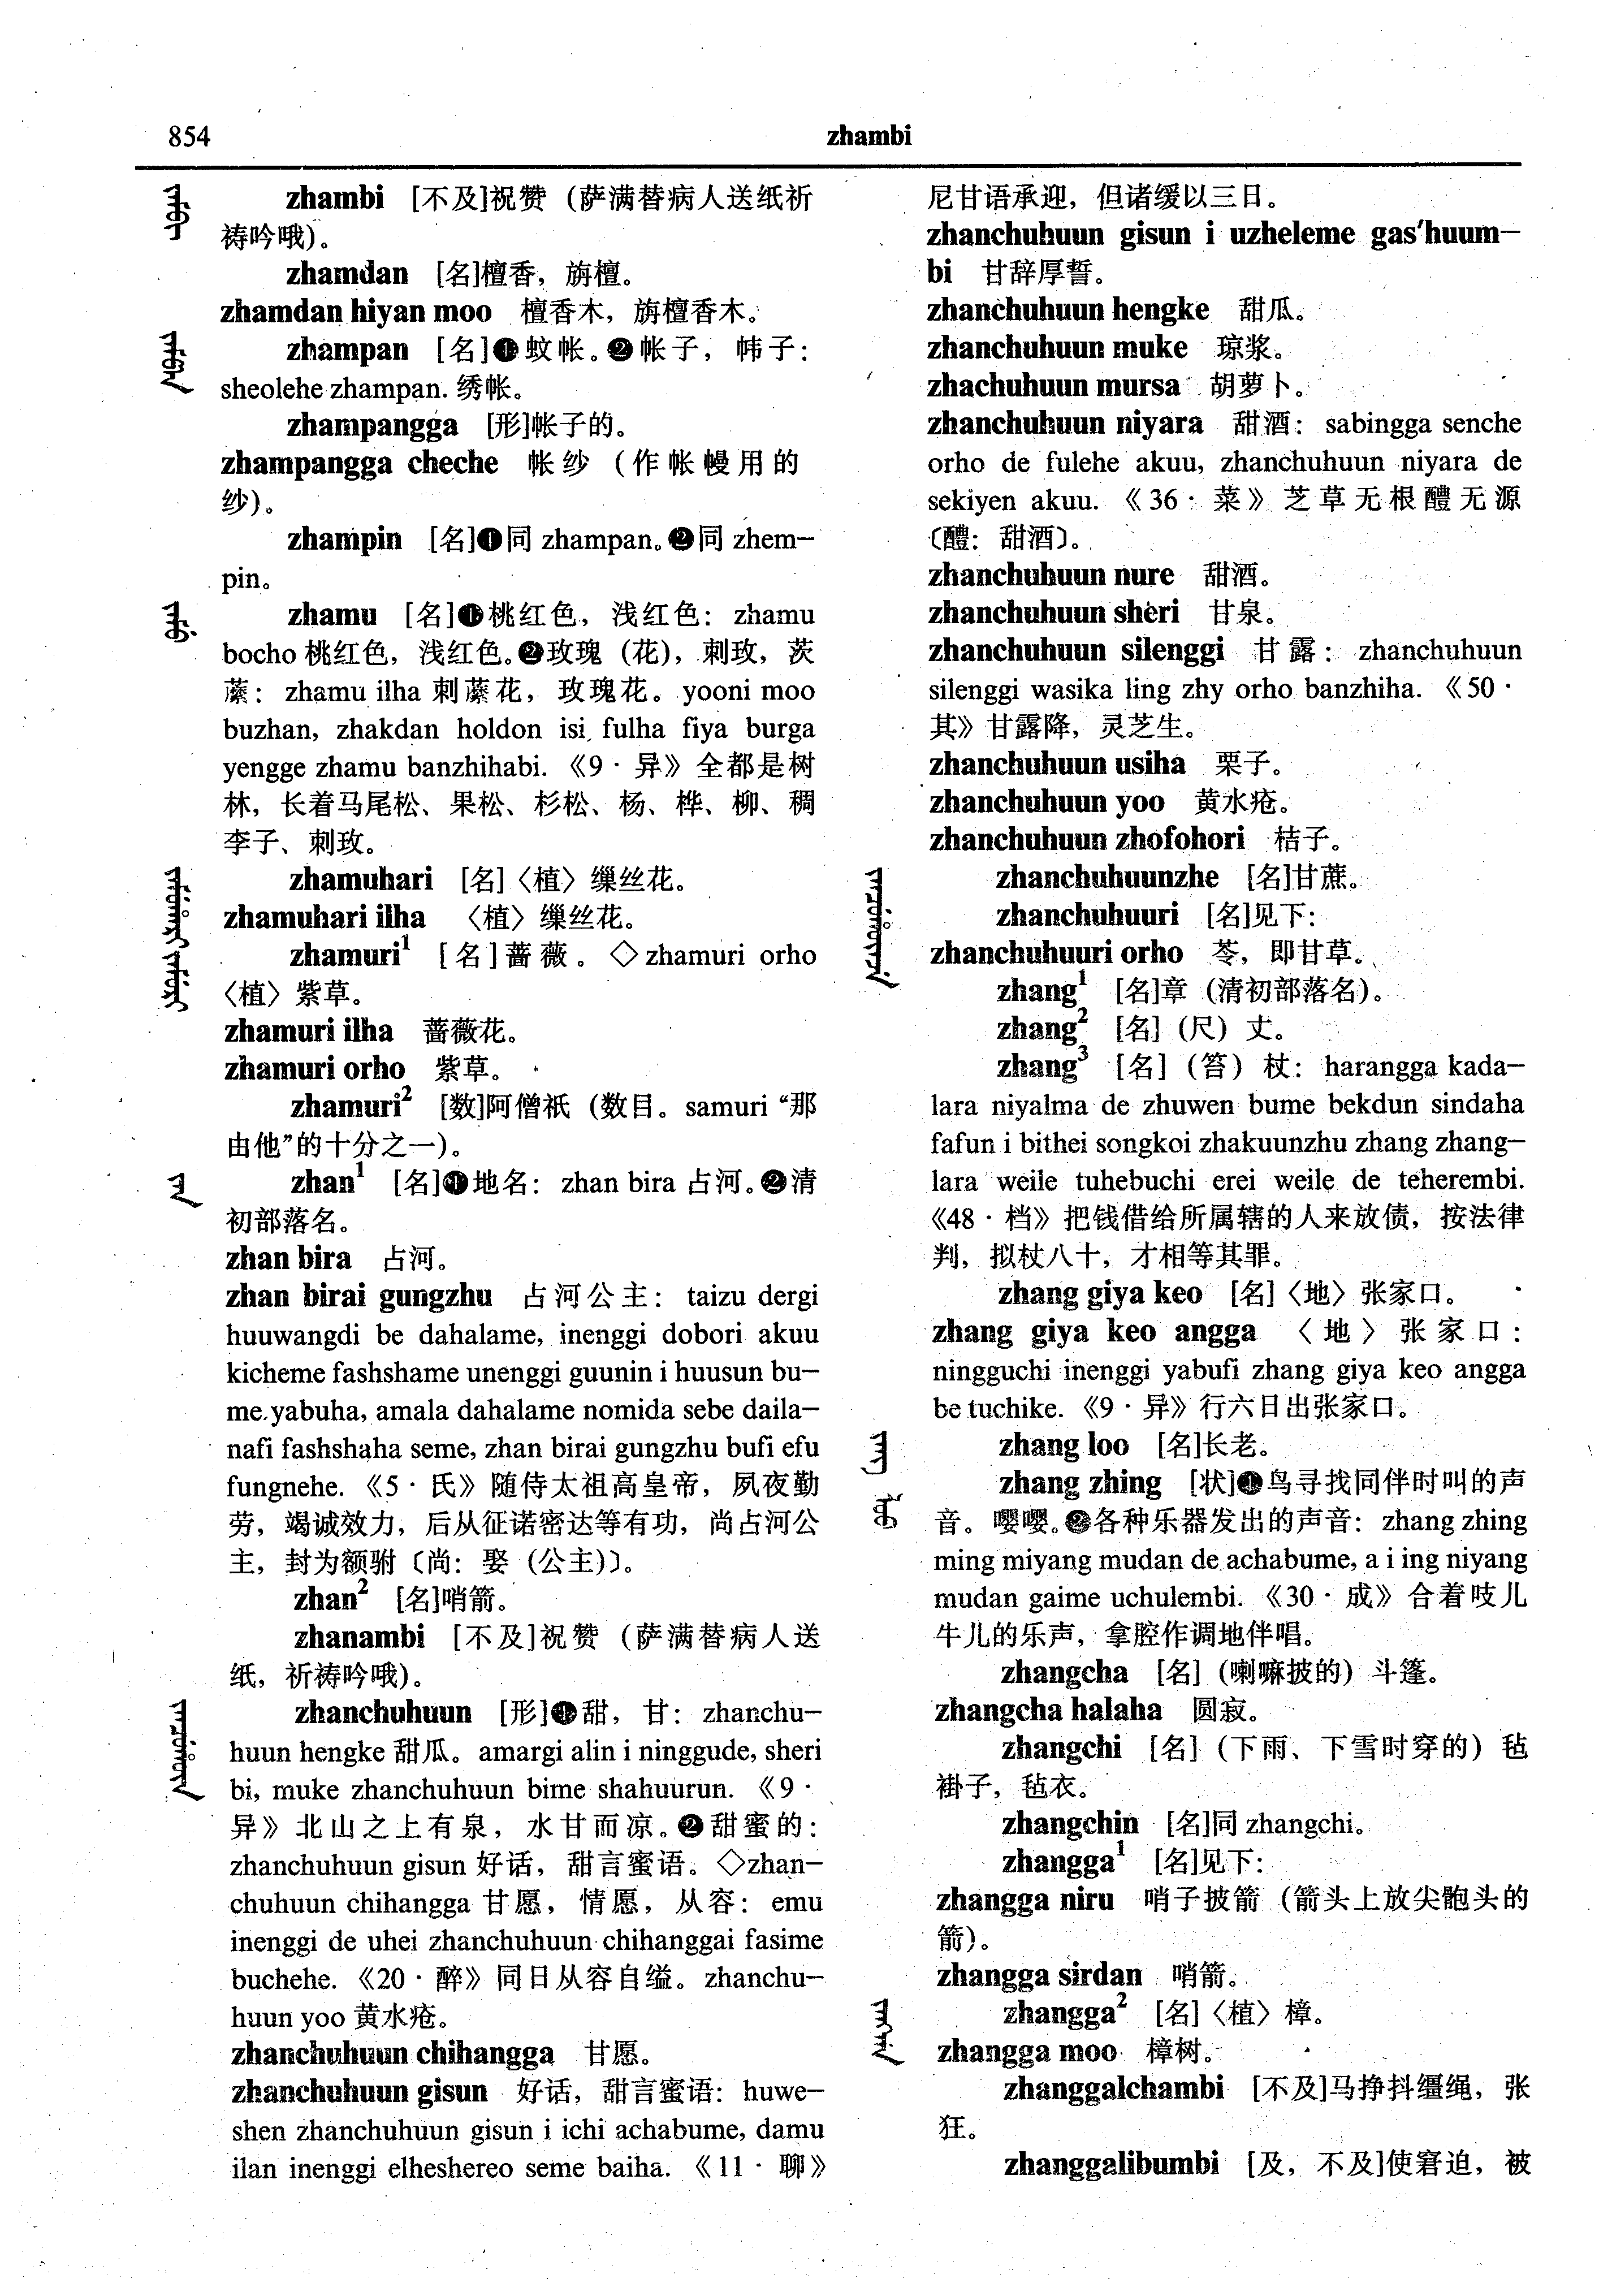 854
zhambi
zhambi [不及]祝赞（萨满替病人送纸祈
祷吟哦）。
zhamdan [名]檀香，旃檀。
zhamdan hiyan moo 檀香木，旃檀香木。
zhampan [名]❶蚊帐。❷帐子，帏子：
sheolehe zhampan. 绣帐。
zhampangga [形]帐子的。
zhampangga cheche 帐纱（作帐幔用的
纱）。
zhampin [名]❶同 zhampan。❷同 zhem-
pin。
zhamu [名]❶桃红色，浅红色：zhamu
bocho 桃红色，浅红色。❷玫瑰（花），刺玫，茨
蘪：zhamu ilha 刺蘪花，玫瑰花。yooni moo
buzhan, zhakdan holdon isi fulha fiya burga
yengge zhamu banzhihabi.《9·异》全都是树
林，长着马尾松、果松、杉松、杨、桦、柳、稠
李子、刺玫。
zhamuhari [名]〈植〉缫丝花。
zhamuhari ilha 〈植〉缫丝花。
zhamuri¹ [名]蔷薇。◇zhamuri orho
〈植〉紫草。
zhamuri ilha 蔷薇花。
zhamuri orho 紫草。
zhamuri² [数]阿僧祇（数目。samuri“那
由他”的十分之一）。
zhan¹ [名]❶地名：zhan bira 占河。❷清
初部落名。
zhan bira 占河。
zhan birai gungzhu 占河公主：taizu dergi
huuwangdi be dahalame, inenggi dobori akuu
kicheme fashshame unenggi guunin i huusun bu-
me yabuha, amala dahalame nomida sebe daila-
nafi fashshaha seme, zhan birai gungzhu bufi efu
fungnehe.《5·氏》随侍太祖高皇帝，夙夜勤
劳，竭诚效力，后从征诺密达等有功，尚占河公
主，封为额驸〔尚：娶（公主）〕。
zhan² [名]哨箭。
zhanambi [不及]祝赞（萨满替病人送
纸，祈祷吟哦）。
zhanchuhuun [形]❶甜，甘：zhanchu-
huun hengke 甜瓜。amargi alin i ninggude, sheri
bi, muke zhanchuhuun bime shahuurun.《9·
异》北山之上有泉，水甘而凉。❷甜蜜的：
zhanchuhuun gisun 好话，甜言蜜语。◇zhan-
chuhuun chihangga 甘愿，情愿，从容：emu
inenggi de uhei zhanchuhuun chihanggai fasime
buchehe.《20·醉》同日从容自缢。zhanchu-
huun yoo 黄水疮。
zhanchuhuun chihangga 甘愿。
zhanchuhuun gisun 好话，甜言蜜语：huwe-
shen zhanchuhuun gisun i ichi achabume, damu
ilan inenggi elheshereo seme baiha.《11·聊》
尼甘语承迎，但诸缓以三日。
zhanchuhuun gisun i uzheleme gas'huum-
bi 甘辞厚誓。
zhanchuhuun hengke 甜瓜。
zhanchuhuun muke 琼浆。
zhachuhuun mursa 胡萝卜。
zhanchuhuun niyara 甜酒：sabingga senche
orho de fulehe akuu, zhanchuhuun niyara de
sekiyen akuu.《36·菜》芝草无根醴无源
〔醴：甜酒〕。
zhanchuhuun nure 甜酒。
zhanchuhuun sheri 甘泉。
zhanchuhuun silenggi 甘露：zhanchuhuun
silenggi wasika ling zhy orho banzhiha.《50·
其》甘露降，灵芝生。
zhanchuhuun usiha 栗子。
zhanchuhuun yoo 黄水疮。
zhanchuhuun zhofohori 桔子。
zhanchuhuunzhe [名]甘蔗。
zhanchuhuuri [名]见下：
zhanchuhuuri orho 苓，即甘草。
zhang¹ [名]章（清初部落名）。
zhang² [名]（尺）丈。
zhang³ [名]（笞）杖：harangga kada-
lara niyalma de zhuwen bume bekdun sindaha
fafun i bithei songkoi zhakuunzhu zhang zhang-
lara weile tuhebuchi erei weile de teherembi.
《48·档》把钱借给所属辖的人来放债，按法律
判，拟杖八十，才相等其罪。
zhang giya keo [名]〈地〉张家口。
zhang giya keo angga 〈地〉张家口：
ningguchi inenggi yabufi zhang giya keo angga
be tuchike.《9·异》行六日出张家口。
zhang loo [名]长老。
zhang zhing [状]❶鸟寻找同伴时叫的声
音。嘤嘤。❷各种乐器发出的声音：zhang zhing
ming miyang mudan de achabume, a i ing niyang
mudan gaime uchulembi.《30·成》合着吱儿
牛儿的乐声，拿腔作调地伴唱。
zhangcha [名]（喇嘛披的）斗篷。
zhangcha halaha 圆寂。
zhangchi [名]（下雨、下雪时穿的）毡
褂子，毡衣。
zhangchin [名]同 zhangchi。
zhangga¹ [名]见下：
zhangga niru 哨子披箭（箭头上放尖骲头的
箭）。
zhangga sirdan 哨箭。
zhangga² [名]〈植〉樟。
zhangga moo 樟树。
zhanggalchambi [不及]马挣抖缰绳，张
狂。
zhanggalibumbi [及，不及]使窘迫，被